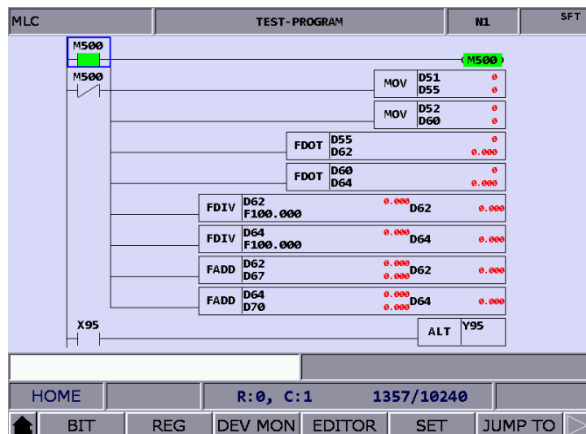 MLC TEST-PROGRAM N1 SFT
M500 M500
M500 MOV D51 0
D55 0
MOV D52 0
D60 0
FDOT D55 0
D62 0.000
FDOT D60 0
D64 0.000
FDIV D62 0.000 D62 0.000
F100.000
FDIV D64 0.000 D64 0.000
F100.000
FADD D62 0.000 D62 0.000
D67 0.000
FADD D64 0.000 D64 0.000
D70 0.000
X95 ALT Y95
HOME R:0, C:1 1357/10240
BIT REG DEV MON EDITOR SET JUMP TO